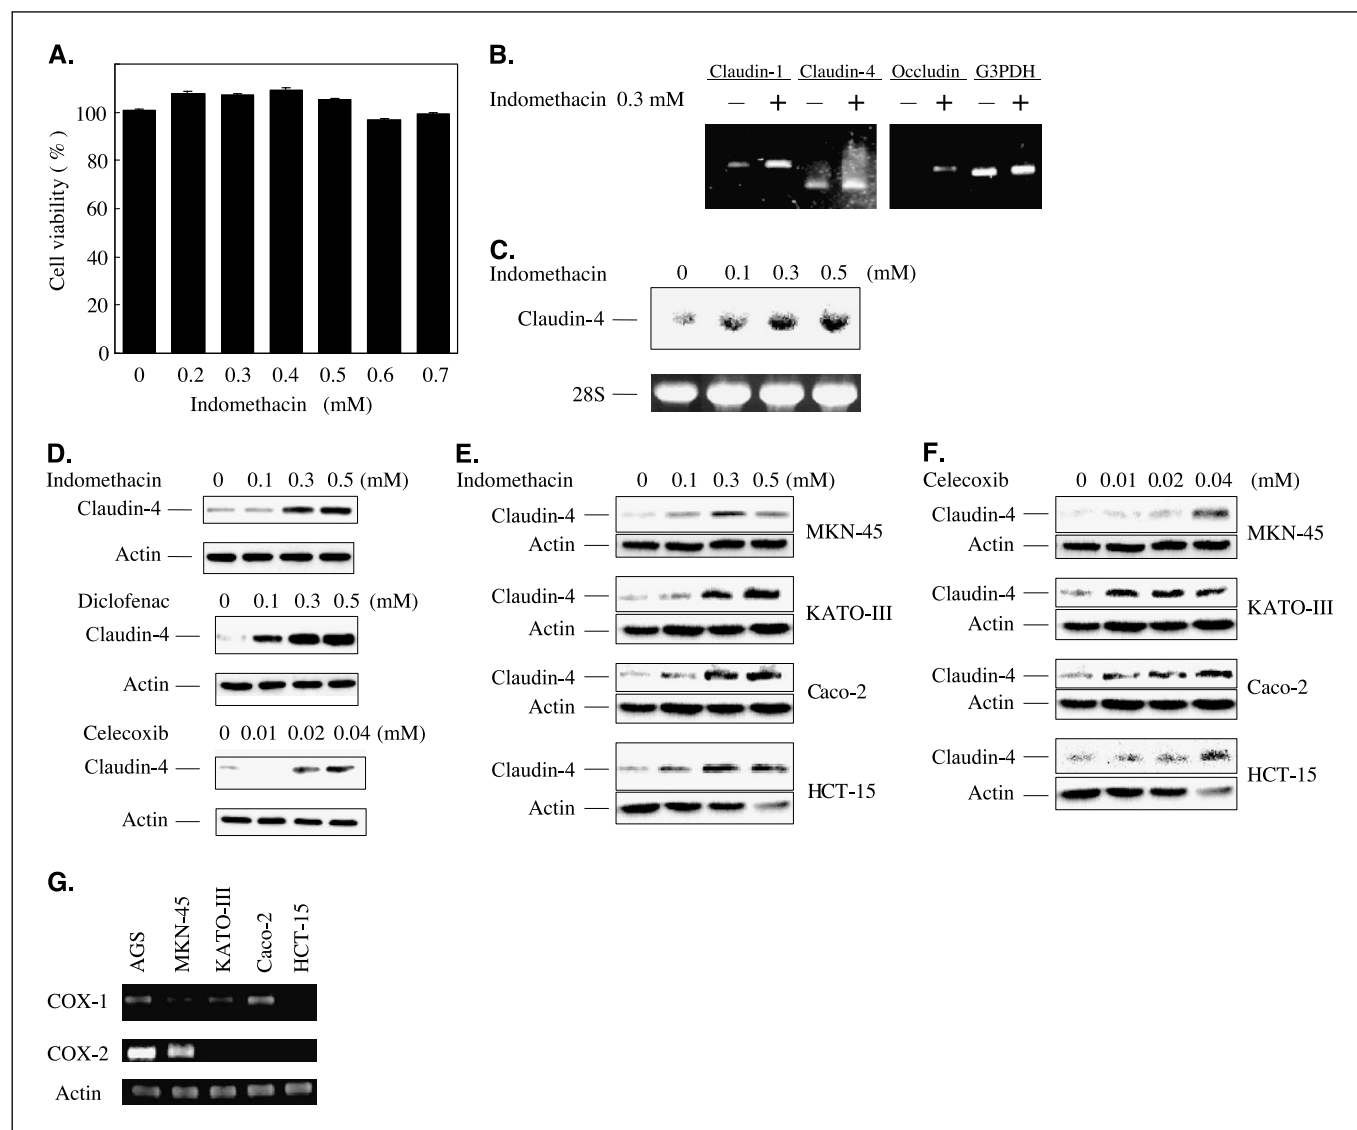 A.
Cell viability ( % )
100
80
60
40
20
0
0 0.2 0.3 0.4 0.5 0.6 0.7
Indomethacin (mM)
B.
Claudin-1 Claudin-4 Occludin G3PDH
Indomethacin 0.3 mM − + − + − + − +
C.
Indomethacin 0 0.1 0.3 0.5 (mM)
Claudin-4
28S
D.
Indomethacin 0 0.1 0.3 0.5 (mM)
Claudin-4
Actin
Diclofenac 0 0.1 0.3 0.5 (mM)
Claudin-4
Actin
Celecoxib 0 0.01 0.02 0.04 (mM)
Claudin-4
Actin
E.
Indomethacin 0 0.1 0.3 0.5 (mM)
Claudin-4
MKN-45
Actin
Claudin-4
KATO-III
Actin
Claudin-4
Caco-2
Actin
Claudin-4
HCT-15
Actin
F.
Celecoxib 0 0.01 0.02 0.04 (mM)
Claudin-4
MKN-45
Actin
Claudin-4
KATO-III
Actin
Claudin-4
Caco-2
Actin
Claudin-4
HCT-15
Actin
G.
AGS
MKN-45
KATO-III
Caco-2
HCT-15
COX-1
COX-2
Actin